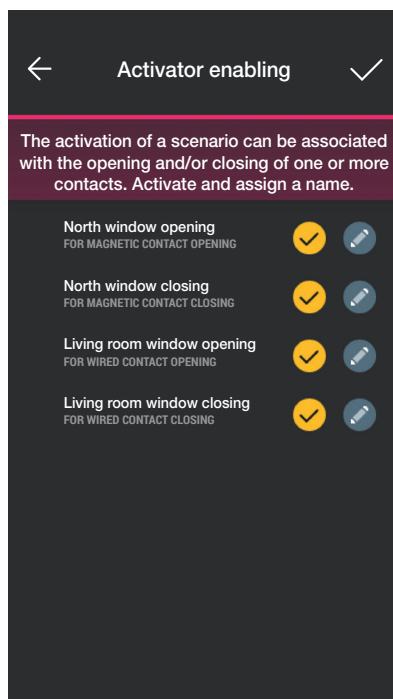 Activator enabling
The activation of a scenario can be associated
with the opening and/or closing of one or more
contacts. Activate and assign a name.
North window opening
FOR MAGNETIC CONTACT OPENING
North window closing
FOR MAGNETIC CONTACT CLOSING
Living room window opening
FOR WIRED CONTACT OPENING
Living room window closing
FOR WIRED CONTACT CLOSING